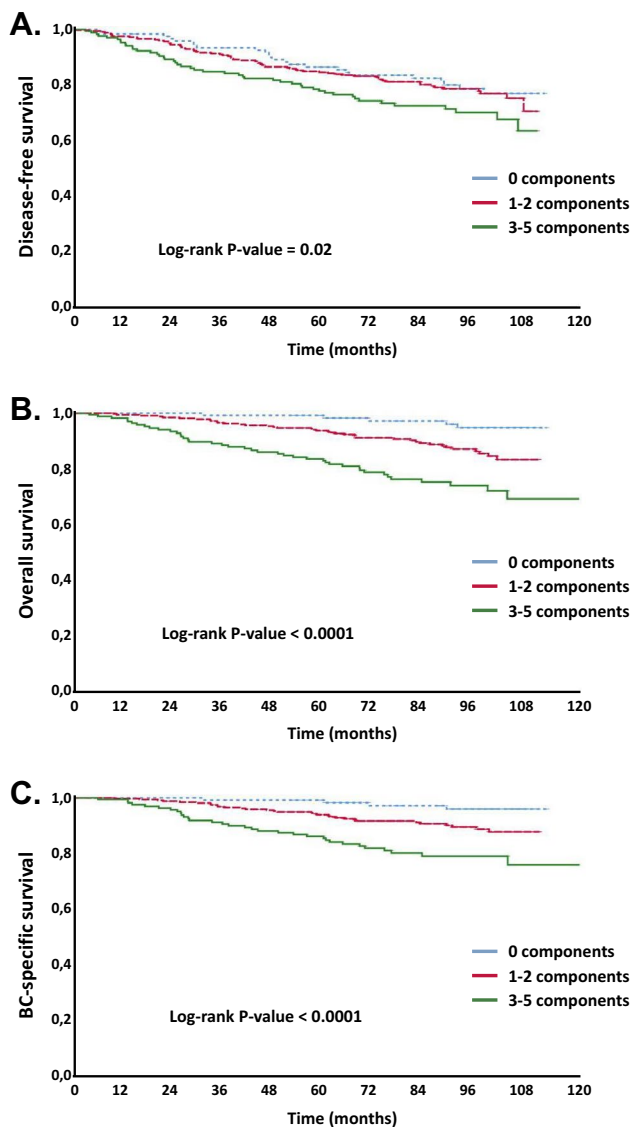 A.
1,0
0,8
0,6
0,4
0,2
0,0
Disease-free survival
0 components
1-2 components
3-5 components
Log-rank P-value = 0.02
0 12 24 36 48 60 72 84 96 108 120
Time (months)
B.
1,0
0,8
0,6
0,4
0,2
0,0
Overall survival
0 components
1-2 components
3-5 components
Log-rank P-value < 0.0001
0 12 24 36 48 60 72 84 96 108 120
Time (months)
C.
1,0
0,8
0,6
0,4
0,2
0,0
BC-specific survival
0 components
1-2 components
3-5 components
Log-rank P-value < 0.0001
0 12 24 36 48 60 72 84 96 108 120
Time (months)